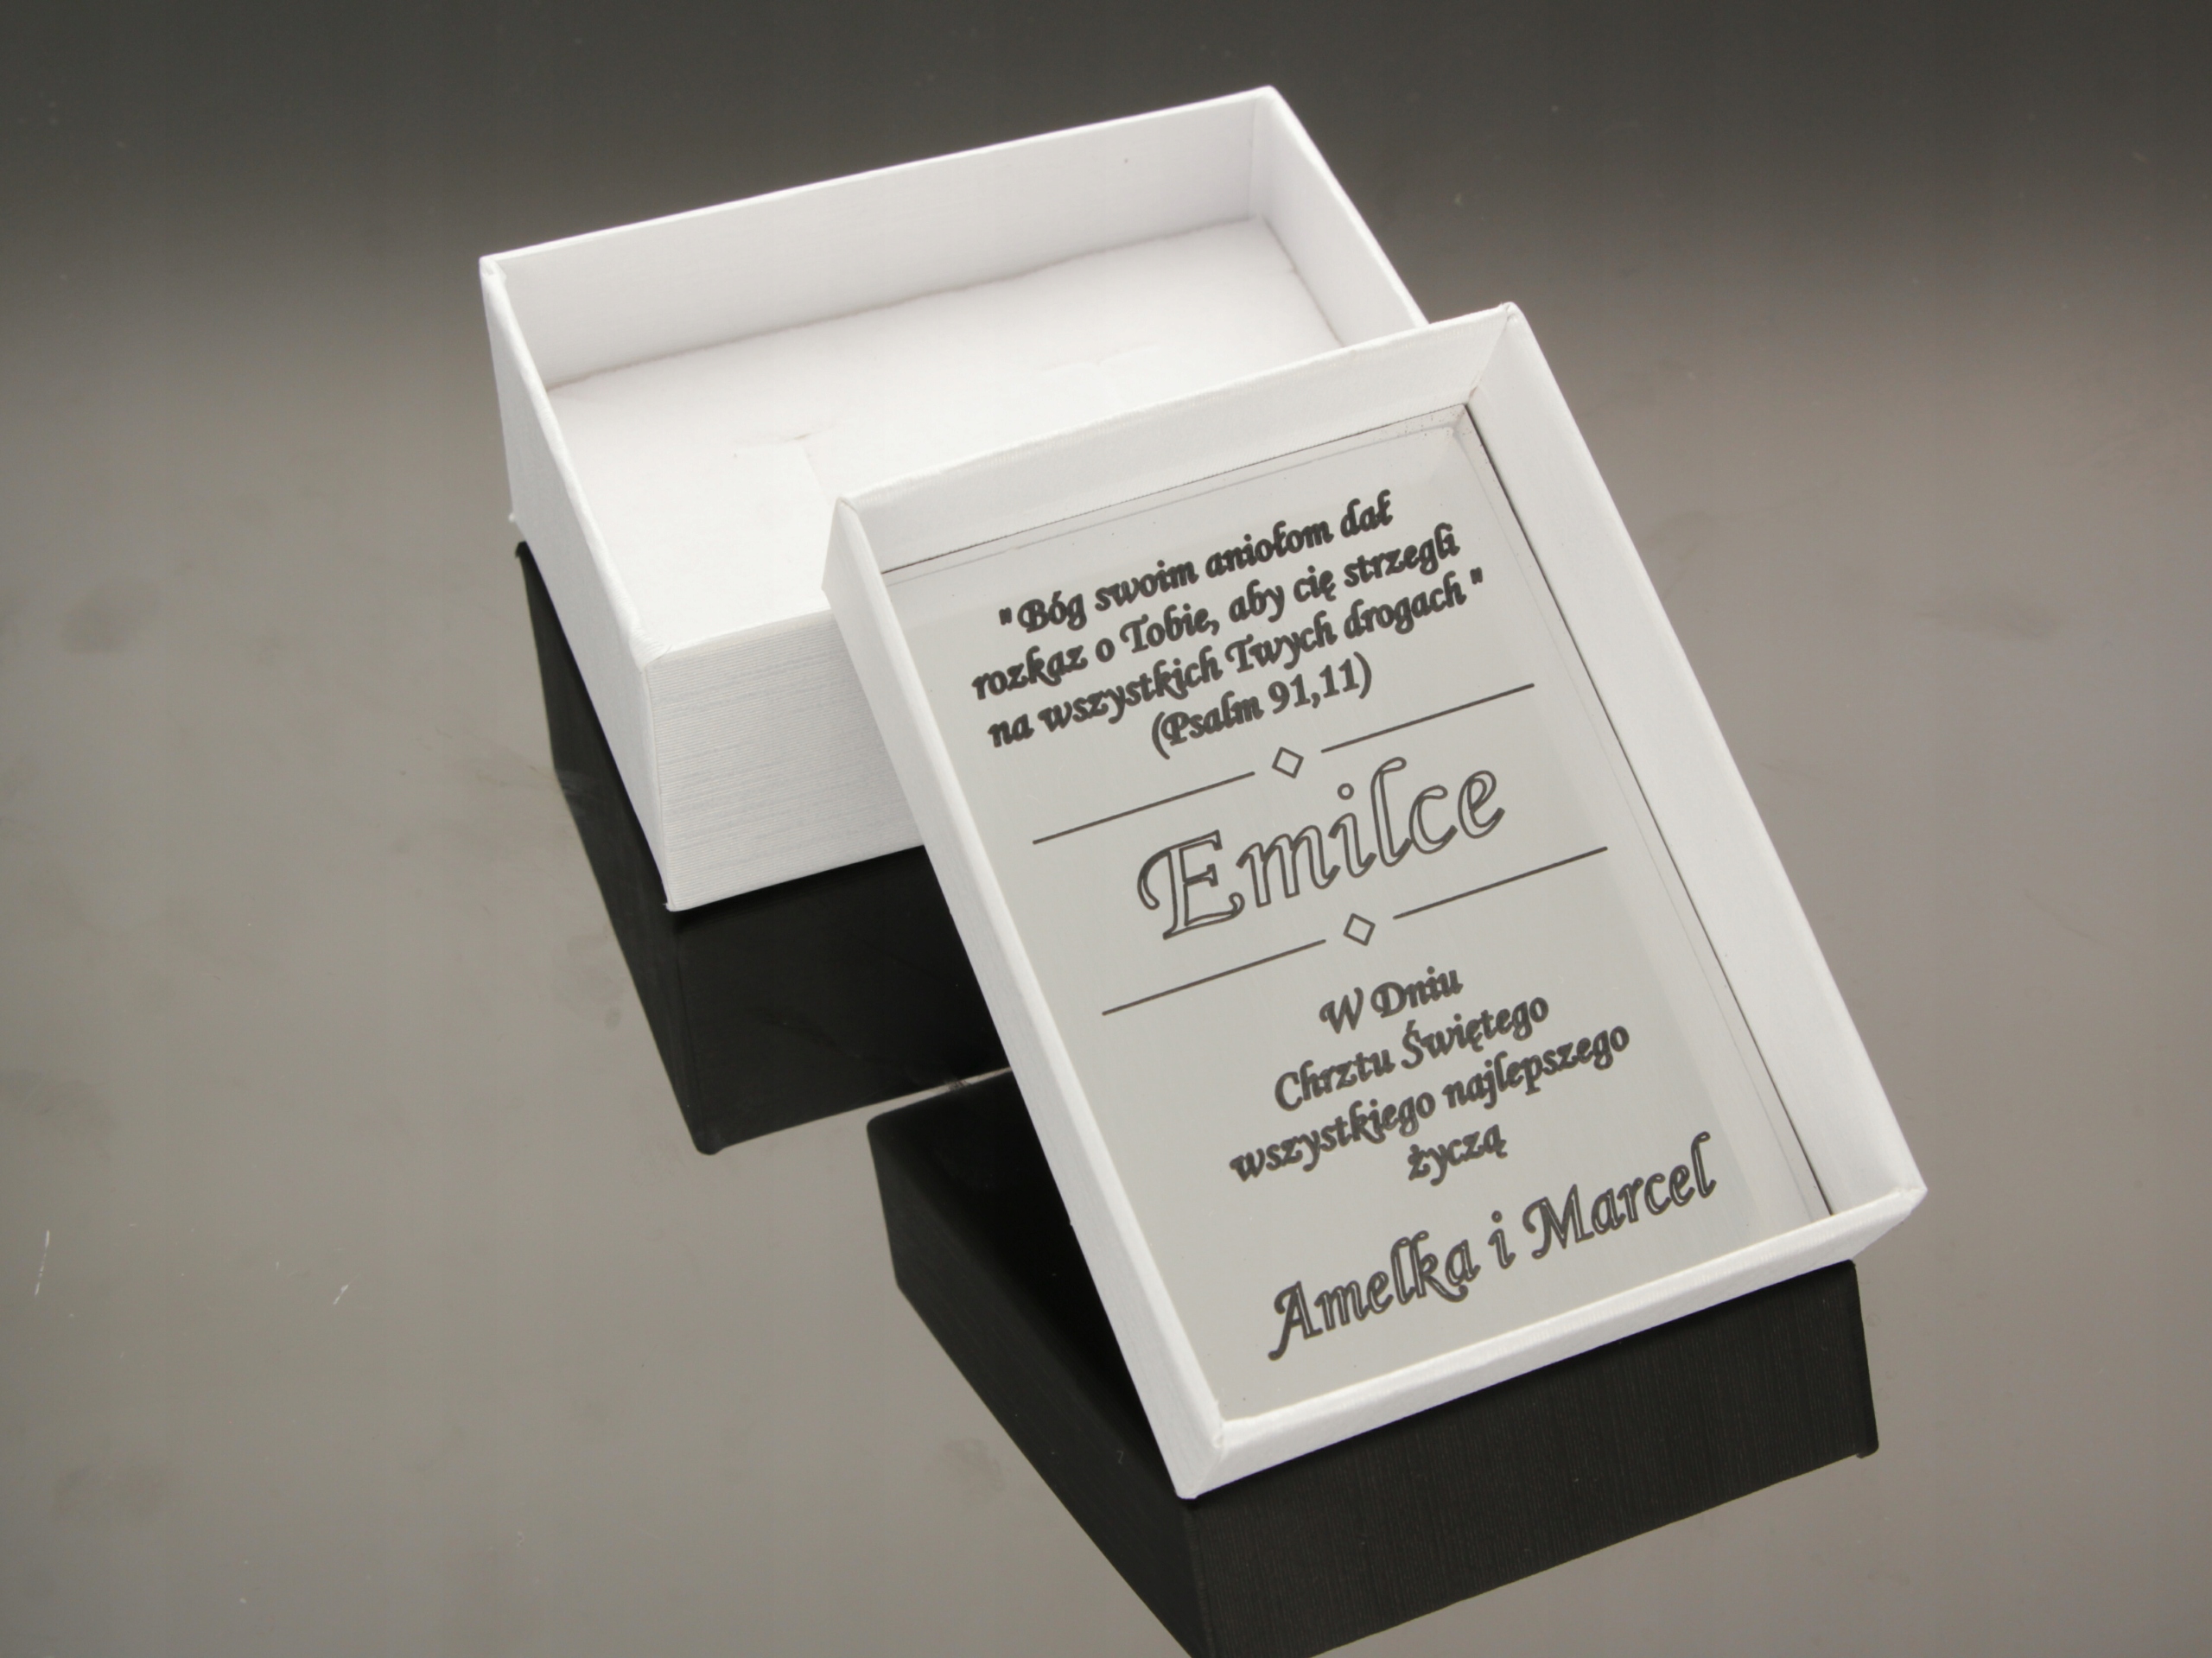 "Bóg swoim aniołom dał
rozkaz o Tobie, aby cię strzegli
na wszystkich Twych drogach"
(Psalm 91,11)
Emilce
W Dniu
Chrztu Świętego
wszystkiego najlepszego
życzą
Amelka i Marcel